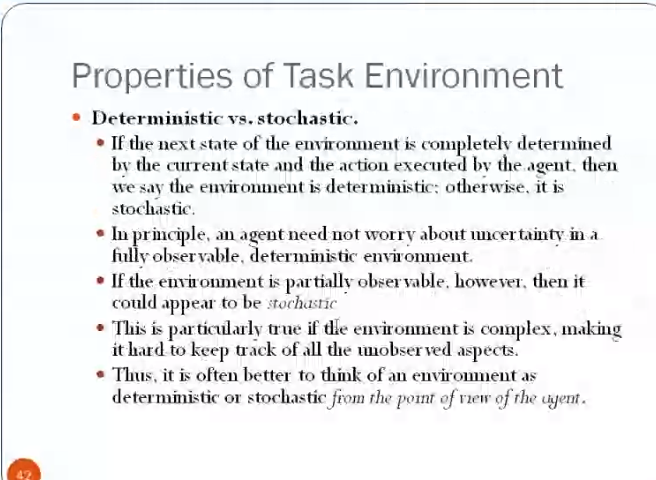 Properties of Task Environment
• Deterministic vs. stochastic.
• If the next state of the environment is completely determined
by the current state and the action executed by the agent, then
we say the environment is deterministic; otherwise, it is
stochastic.
• In principle, an agent need not worry about uncertainty in a
fully observable, deterministic environment.
• If the environment is partially observable, however, then it
could appear to be stochastic
• This is particularly true if the environment is complex, making
it hard to keep track of all the unobserved aspects.
• Thus, it is often better to think of an environment as
deterministic or stochastic from the point of view of the agent.
42